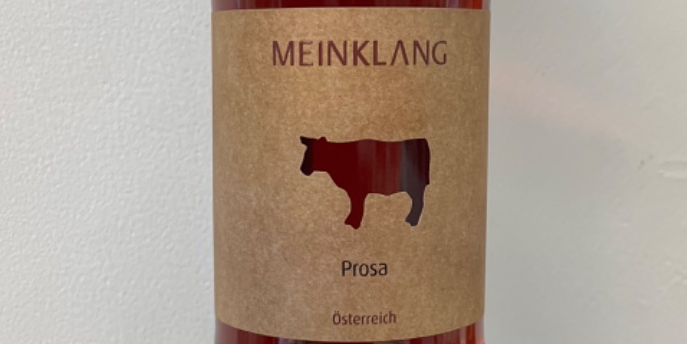 MEINKLANG
Prosa
Österreich